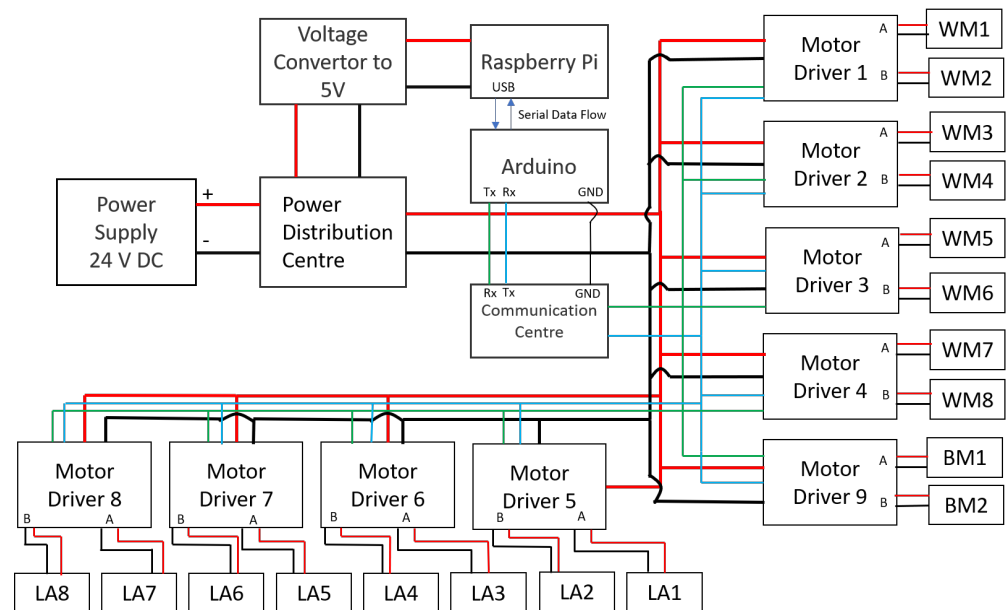 Voltage
Convertor to
5V
Raspberry Pi
USB
Serial Data Flow
Arduino
Tx Rx GND
Power
Supply
24 V DC
+
-
Power
Distribution
Centre
Rx Tx GND
Communication
Centre
Motor
Driver 1
A
B
WM1
WM2
Motor
Driver 2
A
B
WM3
WM4
Motor
Driver 3
A
B
WM5
WM6
Motor
Driver 4
A
B
WM7
WM8
Motor
Driver 9
A
B
BM1
BM2
Motor
Driver 8
B A
Motor
Driver 7
B A
Motor
Driver 6
B A
Motor
Driver 5
B A
LA8
LA7
LA6
LA5
LA4
LA3
LA2
LA1